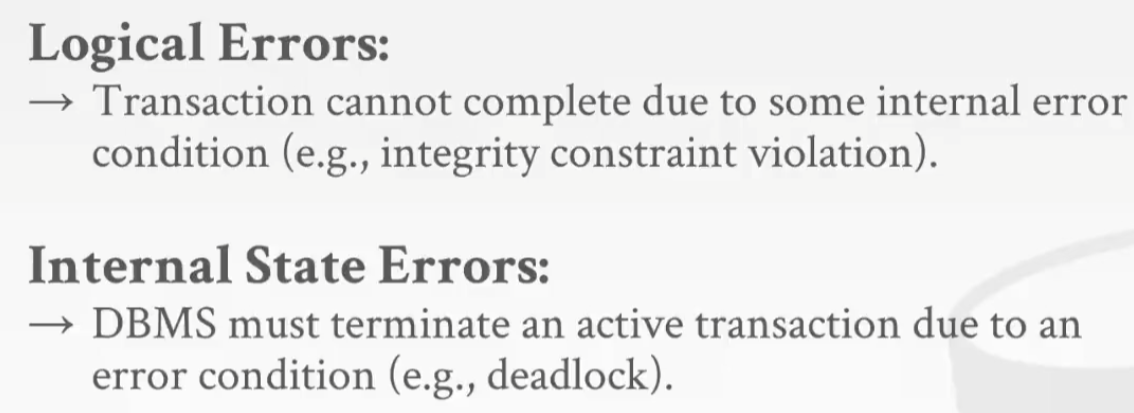 Logical Errors:
→ Transaction cannot complete due to some internal error
condition (e.g., integrity constraint violation).
Internal State Errors:
→ DBMS must terminate an active transaction due to an
error condition (e.g., deadlock).